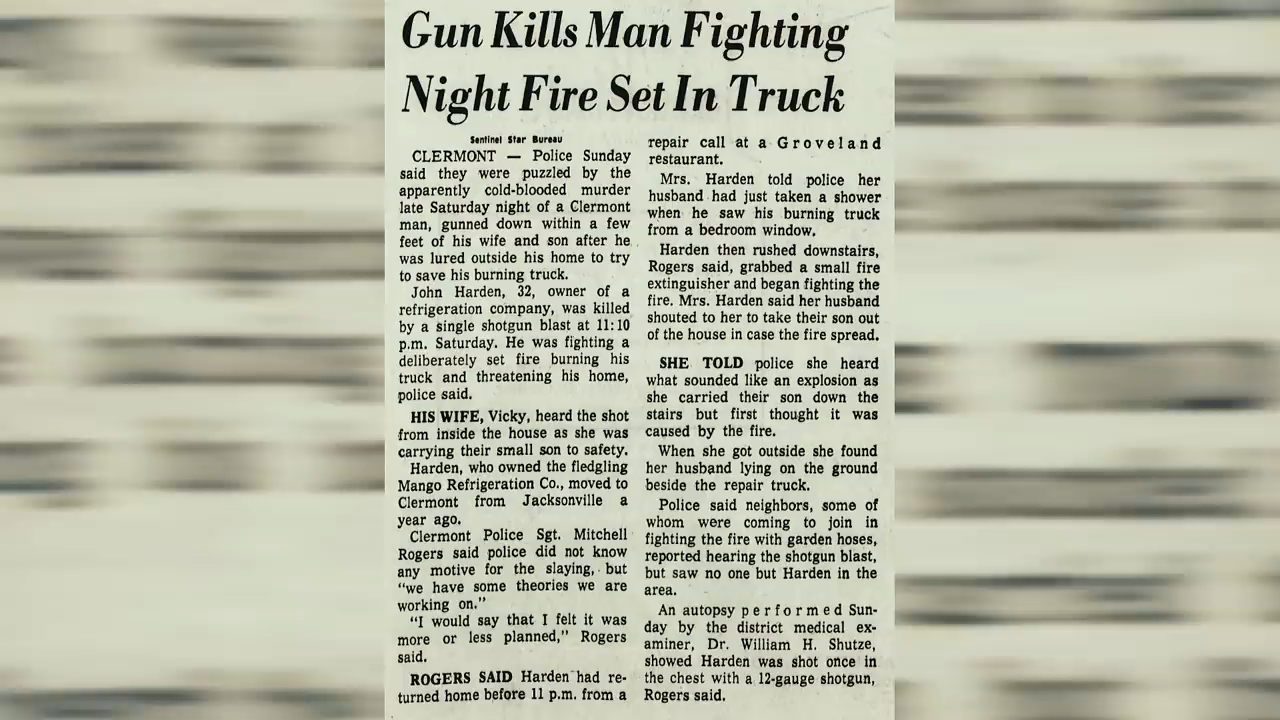 Gun Kills Man Fighting
Night Fire Set In Truck
Sentinel Star Bureau
CLERMONT — Police Sunday
said they were puzzled by the
apparently cold-blooded murder
late Saturday night of a Clermont
man, gunned down within a few
feet of his wife and son after he
was lured outside his home to try
to save his burning truck.
John Harden, 32, owner of a
refrigeration company, was killed
by a single shotgun blast at 11:10
p.m. Saturday. He was fighting a
deliberately set fire burning his
truck and threatening his home,
police said.
HIS WIFE, Vicky, heard the shot
from inside the house as she was
carrying their small son to safety.
Harden, who owned the fledgling
Mango Refrigeration Co., moved to
Clermont from Jacksonville a
year ago.
Clermont Police Sgt. Mitchell
Rogers said police did not know
any motive for the slaying, but
“we have some theories we are
working on.”
“I would say that I felt it was
more or less planned,” Rogers
said.
ROGERS SAID Harden had re-
turned home before 11 p.m. from a
repair call at a Groveland
restaurant.
Mrs. Harden told police her
husband had just taken a shower
when he saw his burning truck
from a bedroom window.
Harden then rushed downstairs,
Rogers said, grabbed a small fire
extinguisher and began fighting the
fire. Mrs. Harden said her husband
shouted to her to take their son out
of the house in case the fire spread.
SHE TOLD police she heard
what sounded like an explosion as
she carried their son down the
stairs but first thought it was
caused by the fire.
When she got outside she found
her husband lying on the ground
beside the repair truck.
Police said neighbors, some of
whom were coming to join in
fighting the fire with garden hoses,
reported hearing the shotgun blast,
but saw no one but Harden in the
area.
An autopsy performed Sun-
day by the district medical ex-
aminer, Dr. William H. Shutze,
showed Harden was shot once in
the chest with a 12-gauge shotgun,
Rogers said.